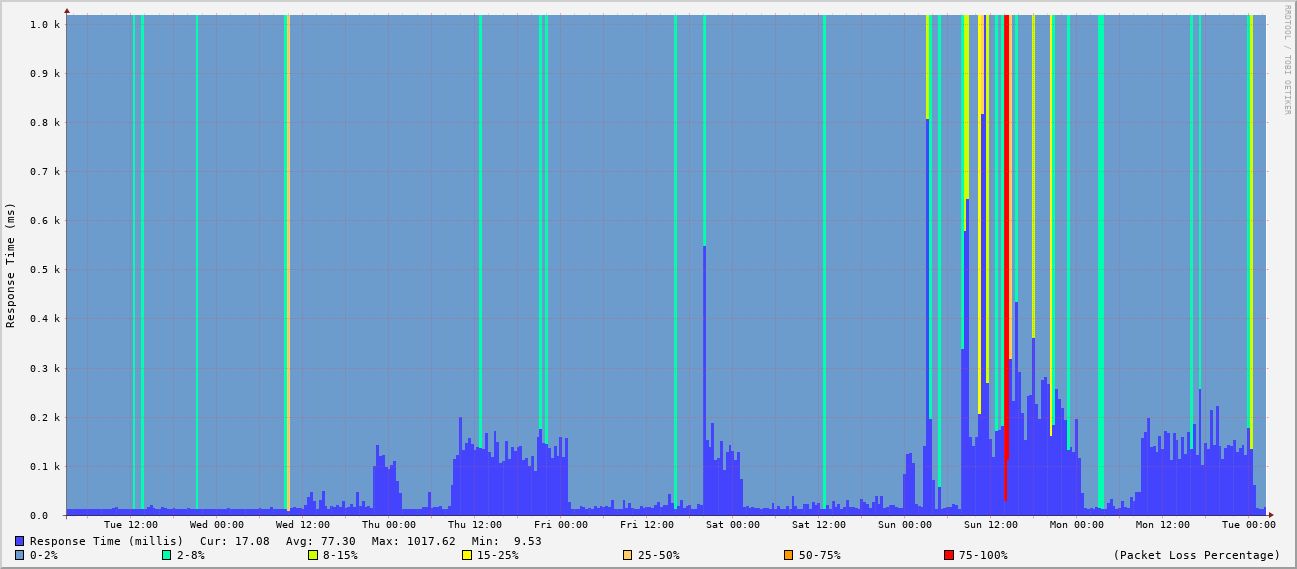 RRDTOOL / TOBI OETIKER
Response Time (ms)
1.0 k
0.9 k
0.8 k
0.7 k
0.6 k
0.5 k
0.4 k
0.3 k
0.2 k
0.1 k
0.0
Tue 12:00 Wed 00:00 Wed 12:00 Thu 00:00 Thu 12:00 Fri 00:00 Fri 12:00 Sat 00:00 Sat 12:00 Sun 00:00 Sun 12:00 Mon 00:00 Mon 12:00 Tue 00:00
Response Time (millis) Cur: 17.08 Avg: 77.30 Max: 1017.62 Min: 9.53
0-2% 2-8% 8-15% 15-25% 25-50% 50-75% 75-100% (Packet Loss Percentage)